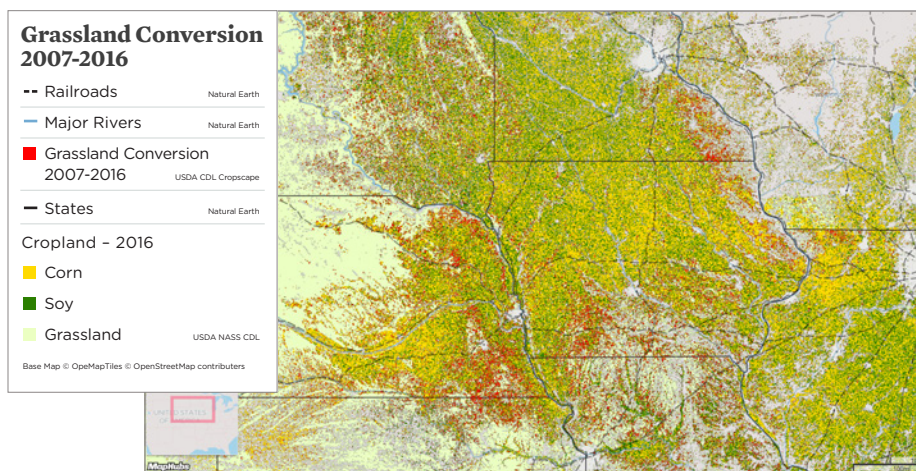 Grassland Conversion
2007-2016
Railroads Natural Earth
Major Rivers Natural Earth
Grassland Conversion
2007-2016 USDA CDL Cropscape
States Natural Earth
Cropland – 2016
Corn
Soy
Grassland USDA NASS CDL
Base Map © OpeMapTiles © OpenStreetMap contributors
UNITED STATES
OF
MapHubs